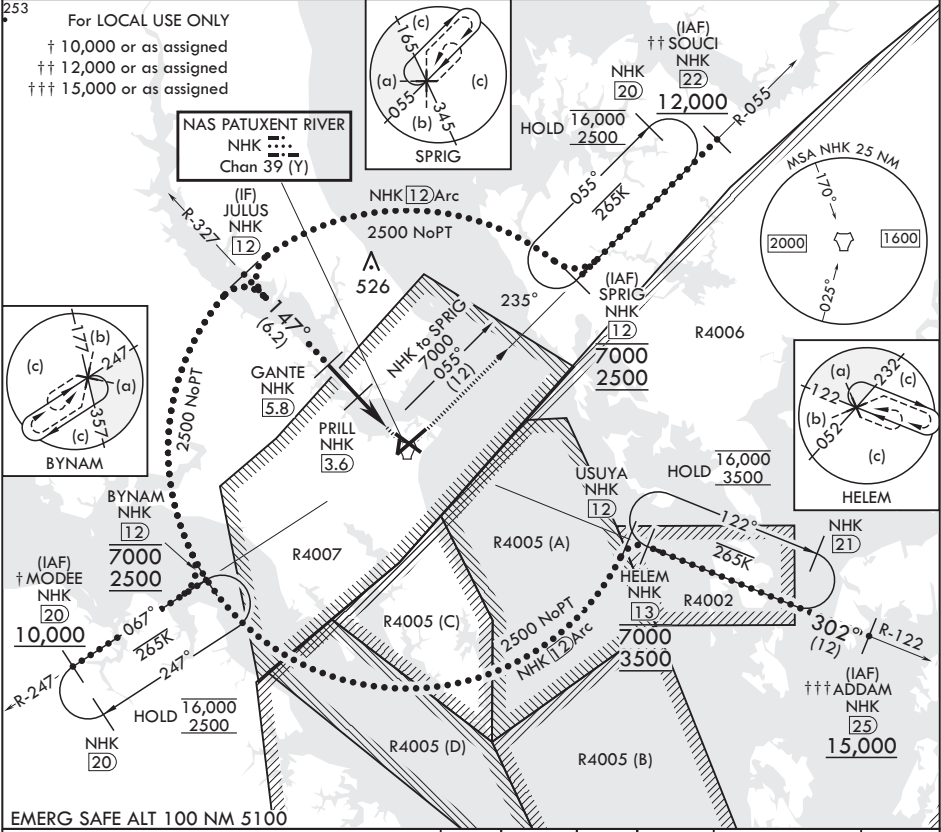 253
For LOCAL USE ONLY
† 10,000 or as assigned
†† 12,000 or as assigned
††† 15,000 or as assigned
NAS PATUXENT RIVER
NHK
Chan 39 (Y)
(c)
165
(a)
(c)
055
345
(b)
SPRIG
(IAF)
††SOUCI
NHK
22
12,000
NHK
20
HOLD 16,000
2500
R-055
055°
265K
MSA NHK 25 NM
170°
2000
1600
025°
(IF)
JULUS
NHK
12
R-327
NHK 12 Arc
2500 NoPT
526
235°
(IAF)
SPRIG
NHK
12
7000
2500
R4006
147°
(6.2)
NHK to SPRIG
7000
055°
(12)
GANTE
NHK
5.8
PRILL
NHK
3.6
2500 NoPT
177
(b)
247
(c)
(a)
357
(c)
BYNAM
(a)
232
(c)
122
(b)
052
(c)
HELEM
BYNAM
NHK
12
7000
2500
(IAF)
†MODEE
NHK
20
10,000
067°
265K
247°
R-247
HOLD 16,000
2500
NHK
20
R4007
R4005 (A)
R4005 (C)
R4005 (D)
R4005 (B)
2500 NoPT
NHK 12 Arc
USUYA
NHK
12
HOLD 16,000
3500
122°
265K
NHK
21
HELEM
NHK
13
7000
3500
R4002
302°
(12)
R-122
(IAF)
†††ADDAM
NHK
25
15,000
EMERG SAFE ALT 100 NM 5100